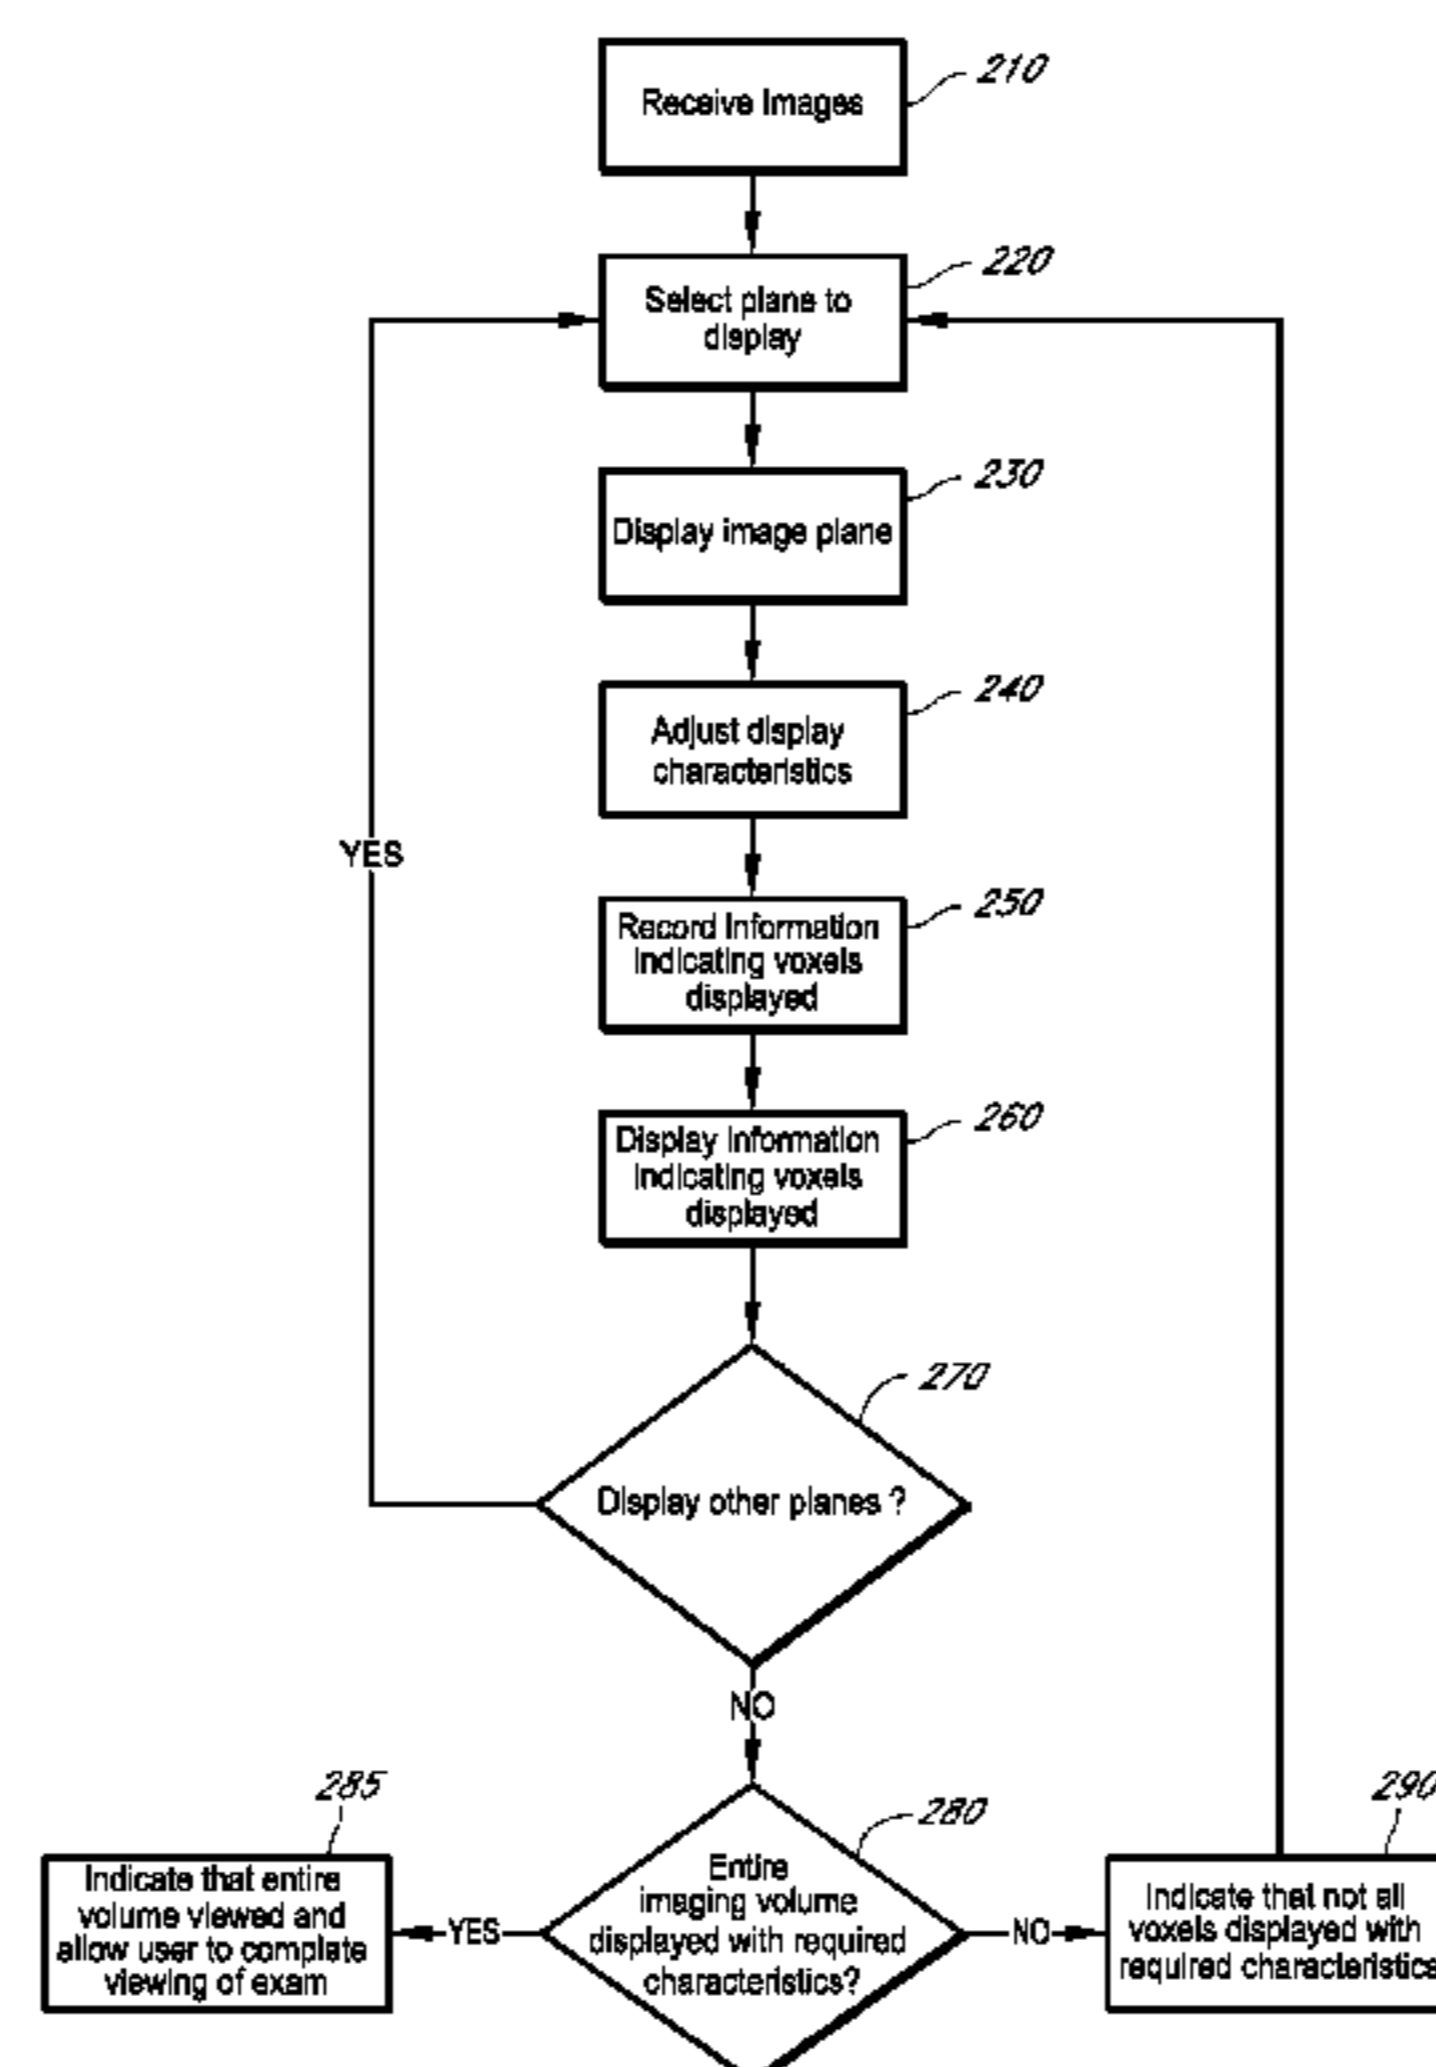 210
Receive Images
220
Select plane to
display
230
Display image plane
240
Adjust display
characteristics
YES
250
Record Information
indicating voxels
displayed
260
Display Information
indicating voxels
displayed
270
Display other planes ?
NO
285
280
290
Indicate that entire
volume viewed and
allow user to complete
viewing of exam
YES
Entire
imaging volume
displayed with required
characteristics?
NO
Indicate that not all
voxels displayed with
required characteristics